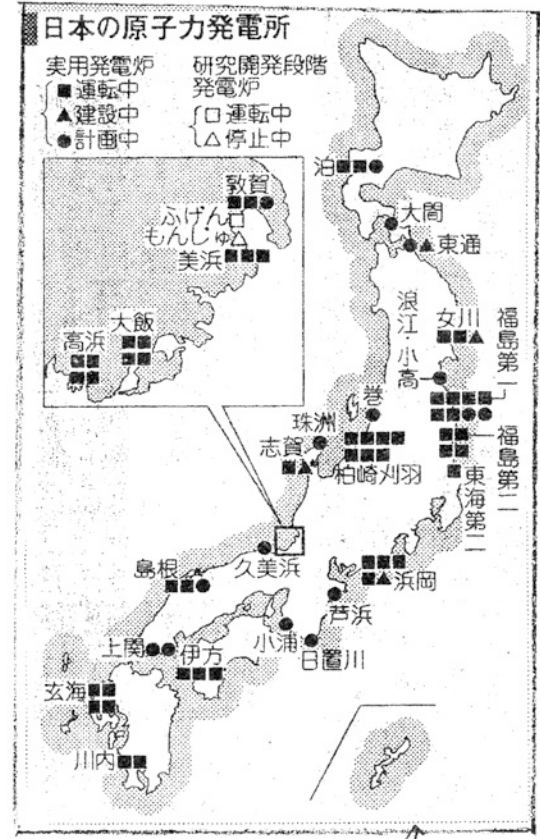 日本の原子力発電所
実用発電炉
■運転中
▲建設中
●計画中
研究開発段階
発電炉
□運転中
△停止中
敦賀
ふげん
もんじゅ
美浜
大飯
高浜
泊
大間
東通
浪江・小高
女川
福島第一
福島第二
東海第二
巻
珠洲
志賀
柏崎刈羽
久美浜
島根
浜岡
芦浜
小浦
日置川
上関
伊方
玄海
川内